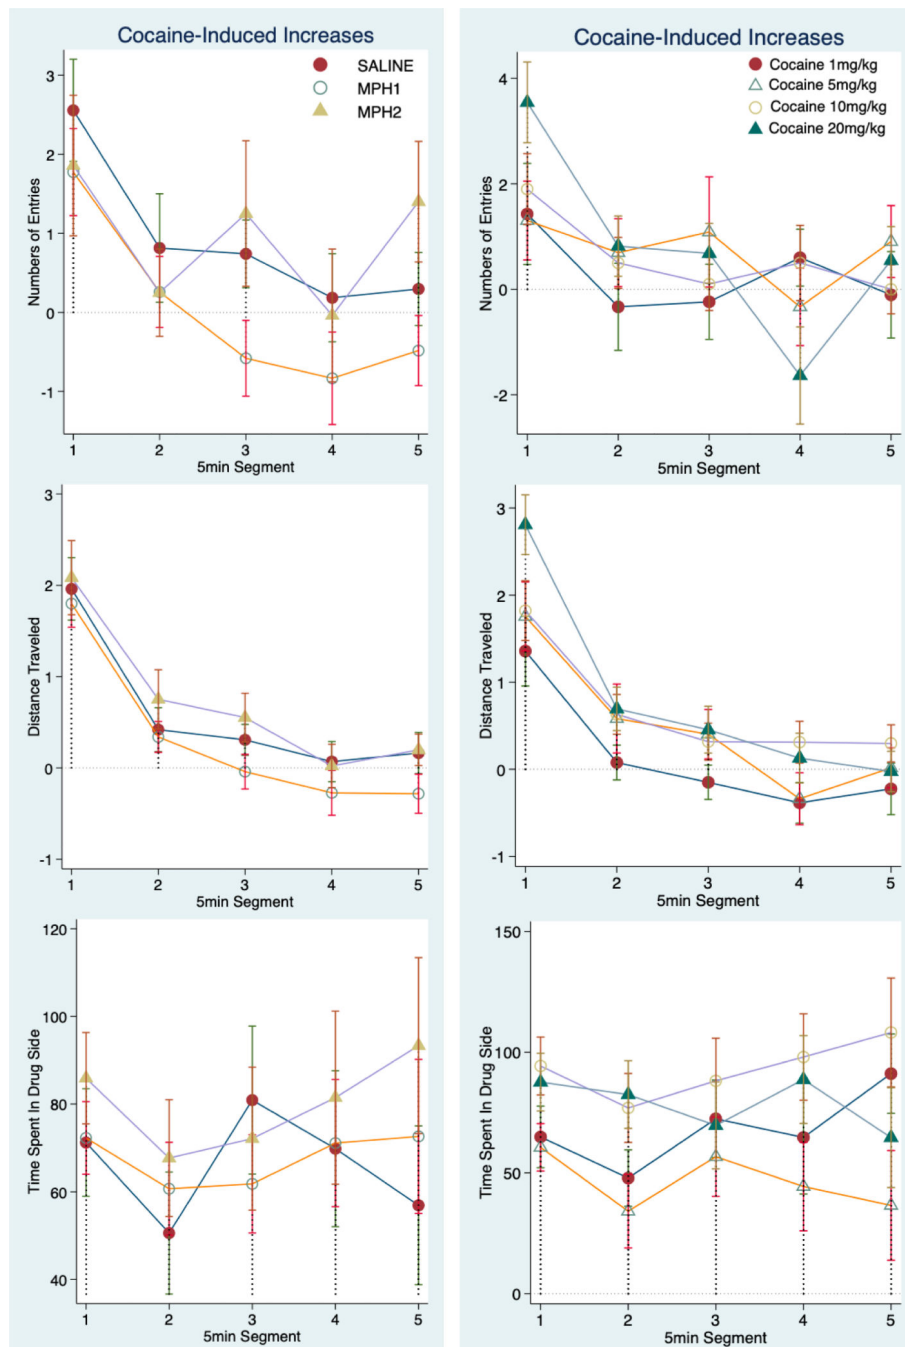 Cocaine-Induced Increases
SALINE
MPH1
MPH2
Numbers of Entries
3
2
1
0
-1
1 2 3 4 5
5min Segment
Cocaine-Induced Increases
Cocaine 1mg/kg
Cocaine 5mg/kg
Cocaine 10mg/kg
Cocaine 20mg/kg
Numbers of Entries
4
2
0
-2
1 2 3 4 5
5min Segment
Distance Traveled
3
2
1
0
-1
1 2 3 4 5
5min Segment
Distance Traveled
3
2
1
0
-1
1 2 3 4 5
5min Segment
Time Spent In Drug Side
120
100
80
60
40
1 2 3 4 5
5min Segment
Time Spent In Drug Side
150
100
50
0
1 2 3 4 5
5min Segment